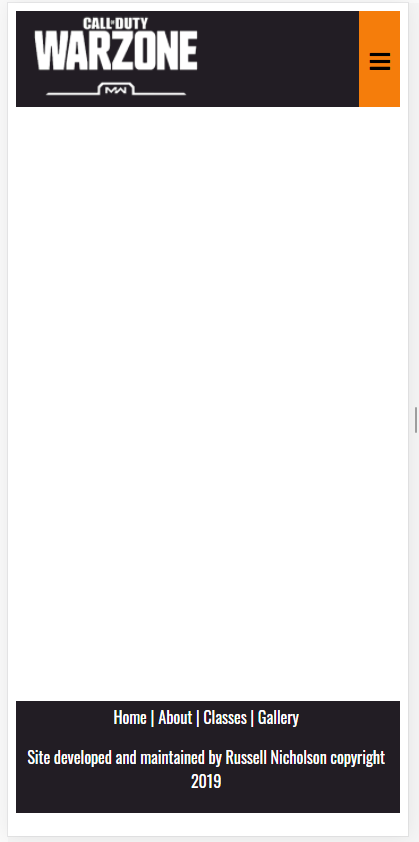 CALL OF DUTY
WARZONE
MW
Home | About | Classes | Gallery
Site developed and maintained by Russell Nicholson copyright
2019